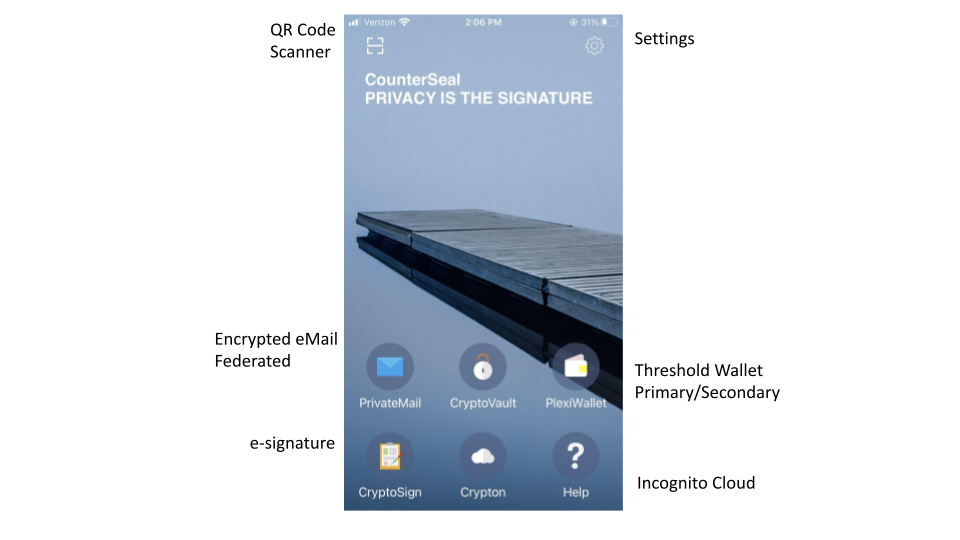 QR Code
Scanner
Verizon
2:06 PM
31%
Settings
CounterSeal
PRIVACY IS THE SIGNATURE
Encrypted eMail
Federated
Threshold Wallet
Primary/Secondary
PrivateMail
CryptoVault
PlexiWallet
e-signature
?
CryptoSign
Crypton
Help
Incognito Cloud